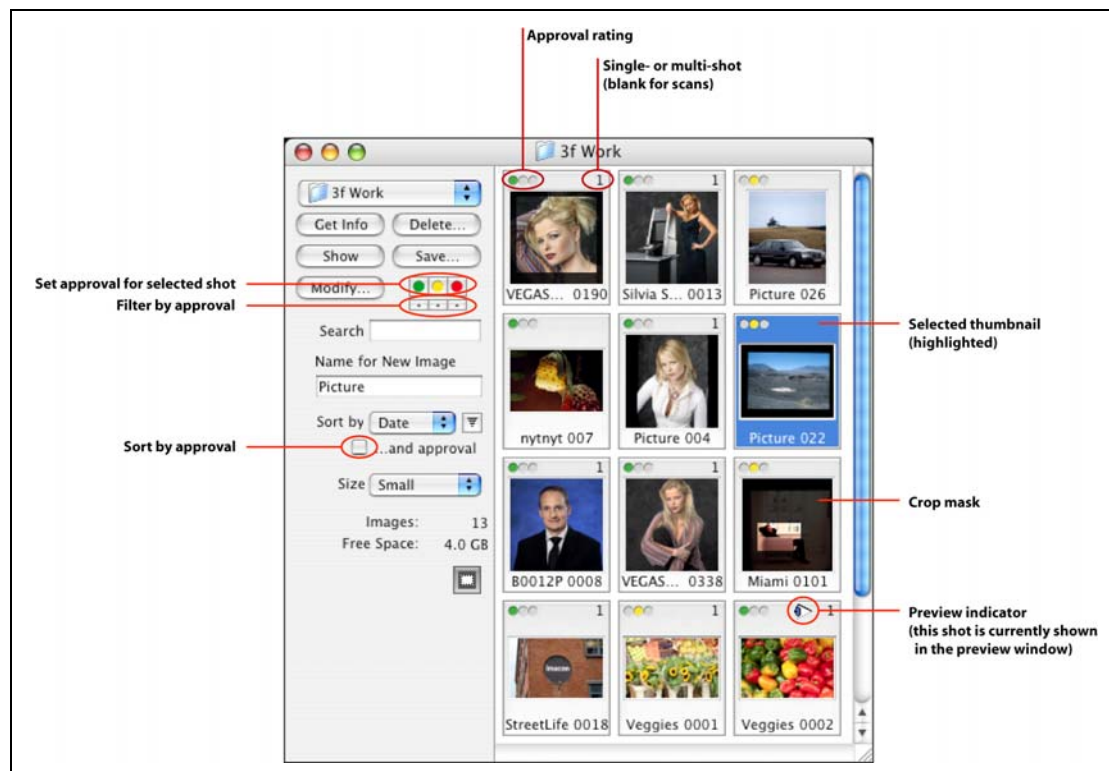 Approval rating
Single- or multi-shot
(blank for scans)
3f Work
3f Work
Get Info
Delete...
Show
Save...
Modify...
Set approval for selected shot
Filter by approval
Search
Name for New Image
Picture
Sort by
Date
Sort by approval
...and approval
Size
Small
Images: 13
Free Space: 4.0 GB
1
VEGAS... 0190
1
Silvia S... 0013
Picture 026
nytnyt 007
1
Picture 004
Picture 022
Selected thumbnail
(highlighted)
1
B0012P 0008
1
VEGAS... 0338
1
Miami 0101
Crop mask
1
imacon
StreetLife 0018
1
Veggies 0001
1
Veggies 0002
Preview indicator
(this shot is currently shown
in the preview window)